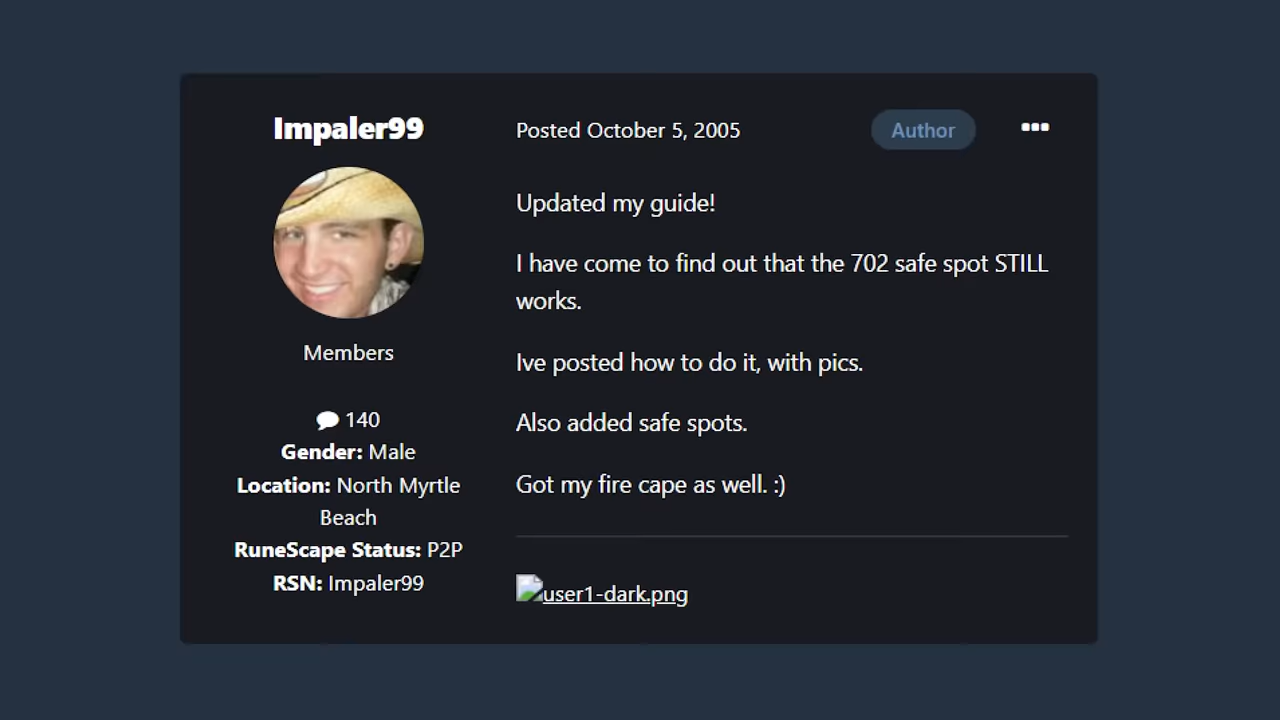 Impaler99
Members
140
Gender: Male
Location: North Myrtle
Beach
RuneScape Status: P2P
RSN: Impaler99
Posted October 5, 2005
Author
Updated my guide!
I have come to find out that the 702 safe spot STILL
works.
Ive posted how to do it, with pics.
Also added safe spots.
Got my fire cape as well. :)
user1-dark.png